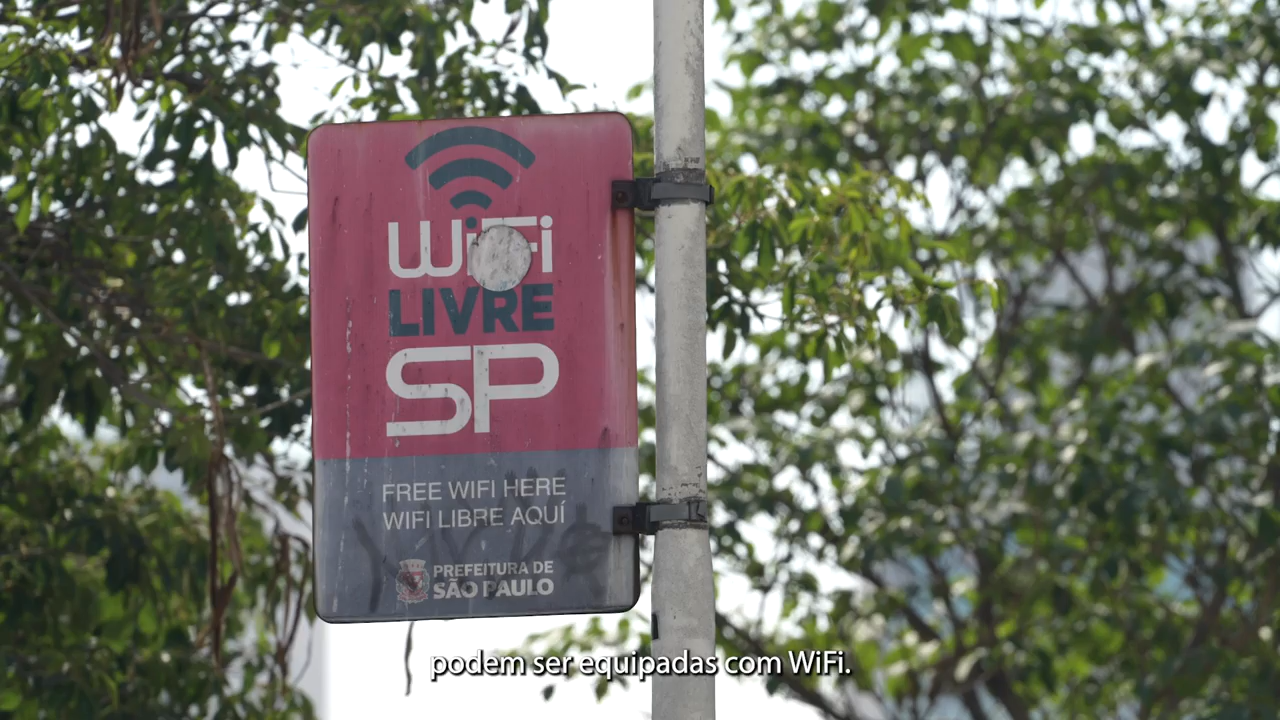 WiFi
LIVRE
SP
FREE WIFI HERE
WIFI LIBRE AQUÍ
PREFEITURA DE
SÃO PAULO
podem ser equipadas com WiFi.